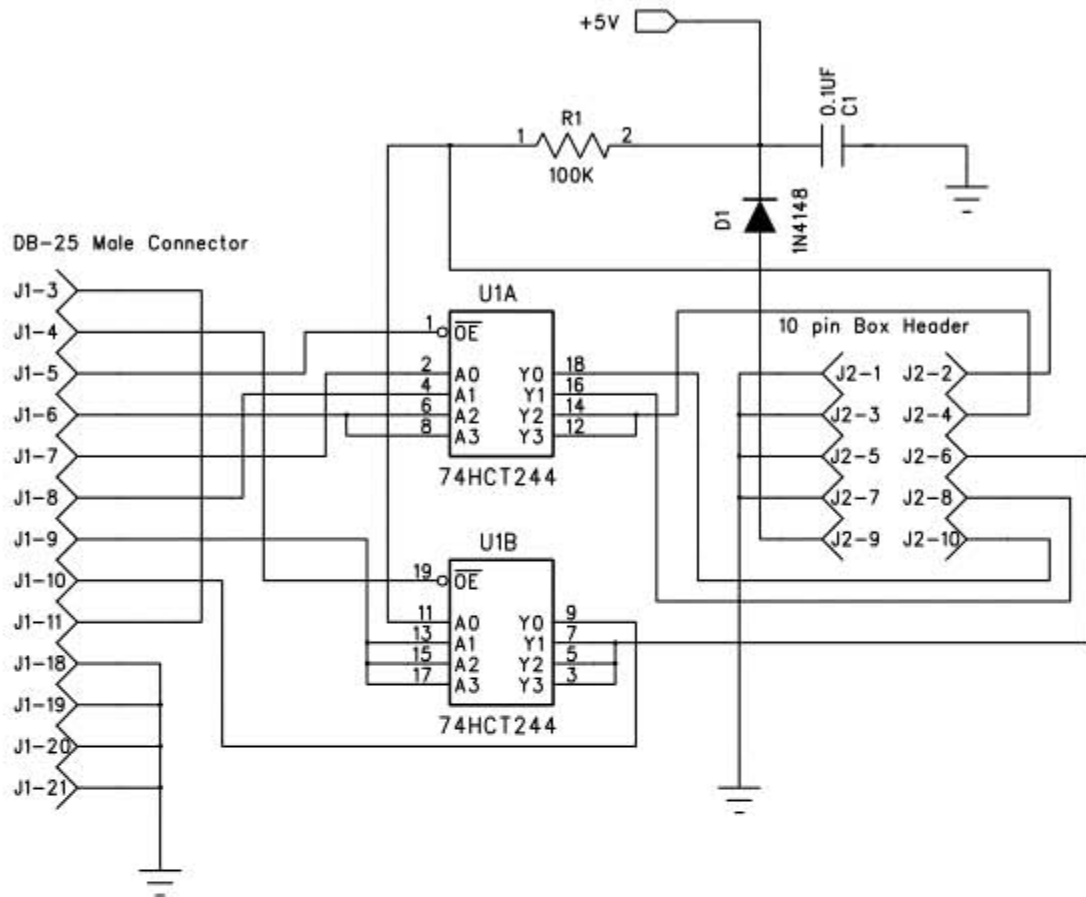 +5V
0.1UF
C1
R1
1 2
100K
D1
1N4148
DB-25 Male Connector
J1-3
J1-4
J1-5
J1-6
J1-7
J1-8
J1-9
J1-10
J1-11
J1-18
J1-19
J1-20
J1-21
U1A
1 OE
2 A0 Y0 18
4 A1 Y1 16
6 A2 Y2 14
8 A3 Y3 12
74HCT244
U1B
19 OE
11 A0 Y0 9
13 A1 Y1 7
15 A2 Y2 5
17 A3 Y3 3
74HCT244
10 pin Box Header
J2-1 J2-2
J2-3 J2-4
J2-5 J2-6
J2-7 J2-8
J2-9 J2-10